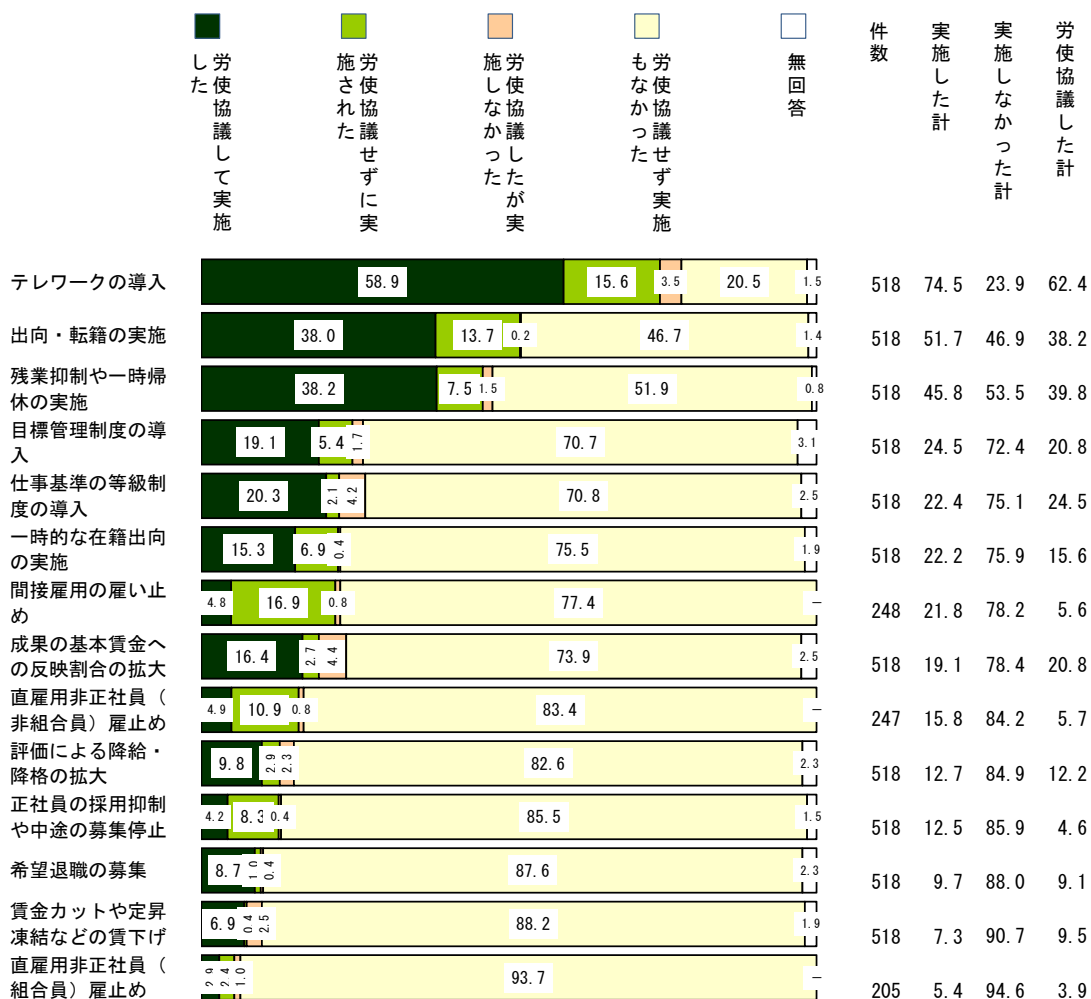 労使協議して実施
した
労使協議せずに実
施された
労使協議したが実
施しなかった
労使協議せず実施
もなかった
無回答
件数
実施した計
実施しなかった計
労使協議した計
テレワークの導入
58.9 15.6 3.5 20.5 1.5 518 74.5 23.9 62.4
出向・転籍の実施
38.0 13.7 0.2 46.7 1.4 518 51.7 46.9 38.2
残業抑制や一時帰
休の実施
38.2 7.5 1.5 51.9 0.8 518 45.8 53.5 39.8
目標管理制度の導
入
19.1 5.4 1.7 70.7 3.1 518 24.5 72.4 20.8
仕事基準の等級制
度の導入
20.3 2.1 4.2 70.8 2.5 518 22.4 75.1 24.5
一時的な在籍出向
の実施
15.3 6.9 0.4 75.5 1.9 518 22.2 75.9 15.6
間接雇用の雇い止
め
4.8 16.9 0.8 77.4 － 248 21.8 78.2 5.6
成果の基本賃金へ
の反映割合の拡大
16.4 2.7 4.4 73.9 2.5 518 19.1 78.4 20.8
直雇用非正社員（
非組合員）雇止め
4.9 10.9 0.8 83.4 － 247 15.8 84.2 5.7
評価による降給・
降格の拡大
9.8 2.9 2.3 82.6 2.3 518 12.7 84.9 12.2
正社員の採用抑制
や中途の募集停止
4.2 8.3 0.4 85.5 1.5 518 12.5 85.9 4.6
希望退職の募集
8.7 1.0 0.4 87.6 2.3 518 9.7 88.0 9.1
賃金カットや定昇
凍結などの賃下げ
6.9 0.4 2.5 88.2 1.9 518 7.3 90.7 9.5
直雇用非正社員（
組合員）雇止め
2.9 2.4 1.0 93.7 － 205 5.4 94.6 3.9